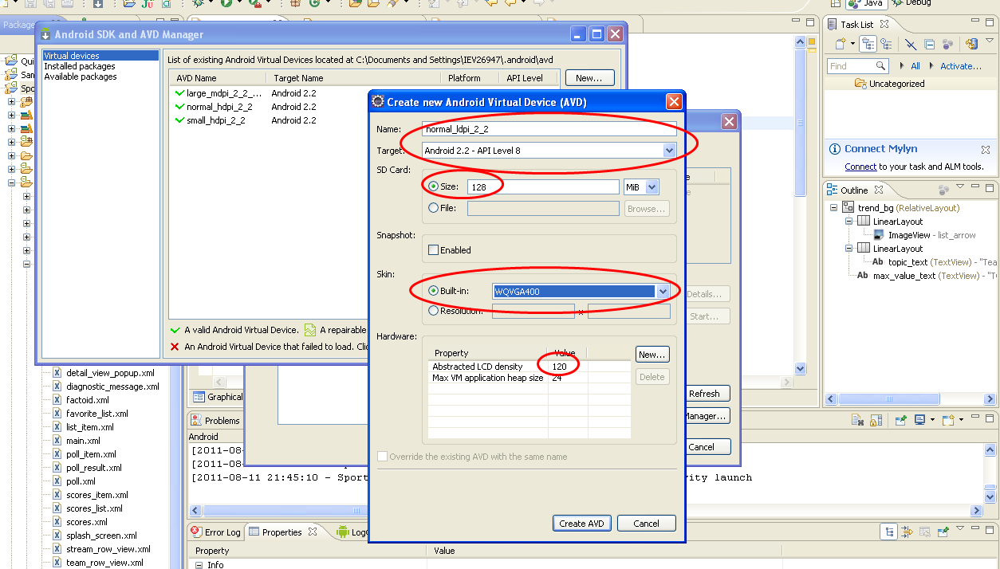 Java
Debug
Package
Android SDK and AVD Manager
Task List
Virtual devices
Installed packages
Available packages
List of existing Android Virtual Devices located at C:\Documents and Settings\IEV26947\.android\avd
AVD Name
Target Name
Platform
API Level
New...
large_mdpi_2_2_...
Android 2.2
normal_hdpi_2_2
Android 2.2
small_hdpi_2_2
Android 2.2
Qui
Sam
Spo
Find
All
Activate...
Uncategorized
Connect Mylyn
Connect to your task and ALM tools.
Outline
trend_bg (RelativeLayout)
LinearLayout
ImageView - list_arrow
LinearLayout
Ab topic_text (TextView) - "Tea
Ab max_value_text (TextView) - "T
Create new Android Virtual Device (AVD)
Name:
normal_ldpi_2_2
Target:
Android 2.2 - API Level 8
SD Card:
Size:
128
MiB
File:
Browse...
Snapshot:
Enabled
Skin:
Built-in:
WQVGA400
Resolution:
x
Hardware:
Property
Value
New...
Abstracted LCD density
120
Max VM application heap size
24
Delete
Override the existing AVD with the same name
Create AVD
Cancel
A valid Android Virtual Device.
A repairable
An Android Virtual Device that failed to load. Clic
Details...
Start...
Refresh
Manager...
Cancel
detail_view_popup.xml
diagnostic_message.xml
factoid.xml
favorite_list.xml
list_item.xml
main.xml
poll_item.xml
poll_result.xml
poll.xml
scores_item.xml
scores_list.xml
scores.xml
splash_screen.xml
stream_row_view.xml
team_row_view.xml
Graphical
Problems
Android
[2011-08-
[2011-08-
[2011-08-11 21:45:10 - Sport
vity launch
Error Log
Properties
LogC
Property
Value
Info